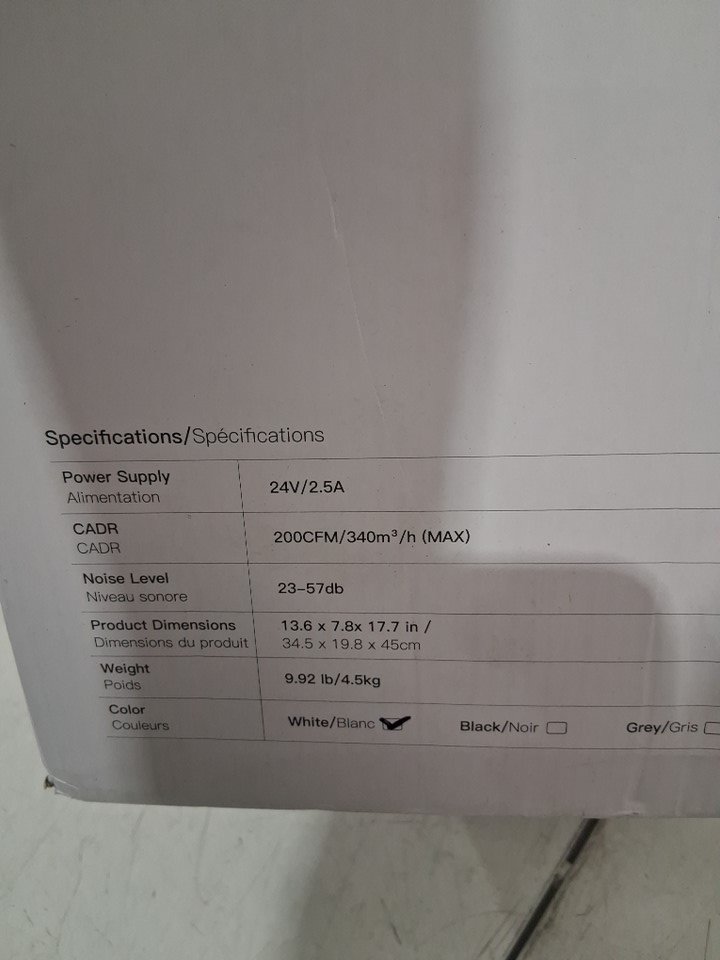 Specifications/Spécifications
Power Supply
Alimentation
24V/2.5A
CADR
CADR
200CFM/340m³/h (MAX)
Noise Level
Niveau sonore
23-57db
Product Dimensions
Dimensions du produit
13.6 x 7.8x 17.7 in /
34.5 x 19.8 x 45cm
Weight
Poids
9.92 lb/4.5kg
Color
Couleurs
White/Blanc
Black/Noir
Grey/Gris